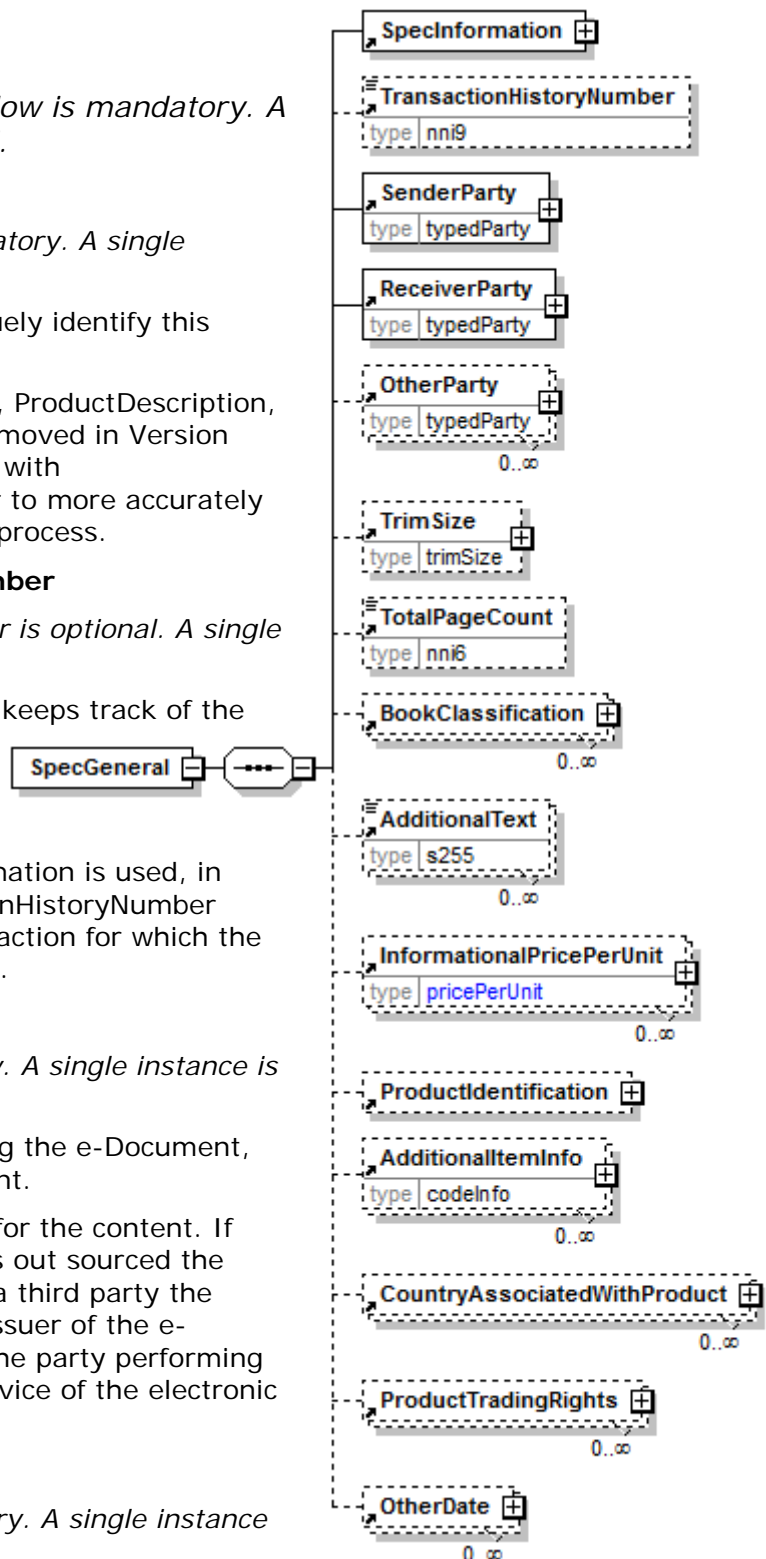 low is mandatory. A
.
atory. A single
uely identify this
, ProductDescription,
moved in Version
with
r to more accurately
process.
nber
r is optional. A single
keeps track of the
nation is used, in
nHistoryNumber
action for which the
.
y. A single instance is
g the e-Document,
nt.
for the content. If
s out sourced the
a third party the
ssuer of the e-
ne party performing
vice of the electronic
ry. A single instance
SpecGeneral
SpecInformation
TransactionHistoryNumber
type nni9
SenderParty
type typedParty
ReceiverParty
type typedParty
OtherParty
type typedParty
0..∞
TrimSize
type trimSize
TotalPageCount
type nni6
BookClassification
0..∞
AdditionalText
type s255
0..∞
InformationalPricePerUnit
type pricePerUnit
0..∞
ProductIdentification
AdditionalItemInfo
type codeInfo
0..∞
CountryAssociatedWithProduct
0..∞
ProductTradingRights
0..∞
OtherDate
0..∞